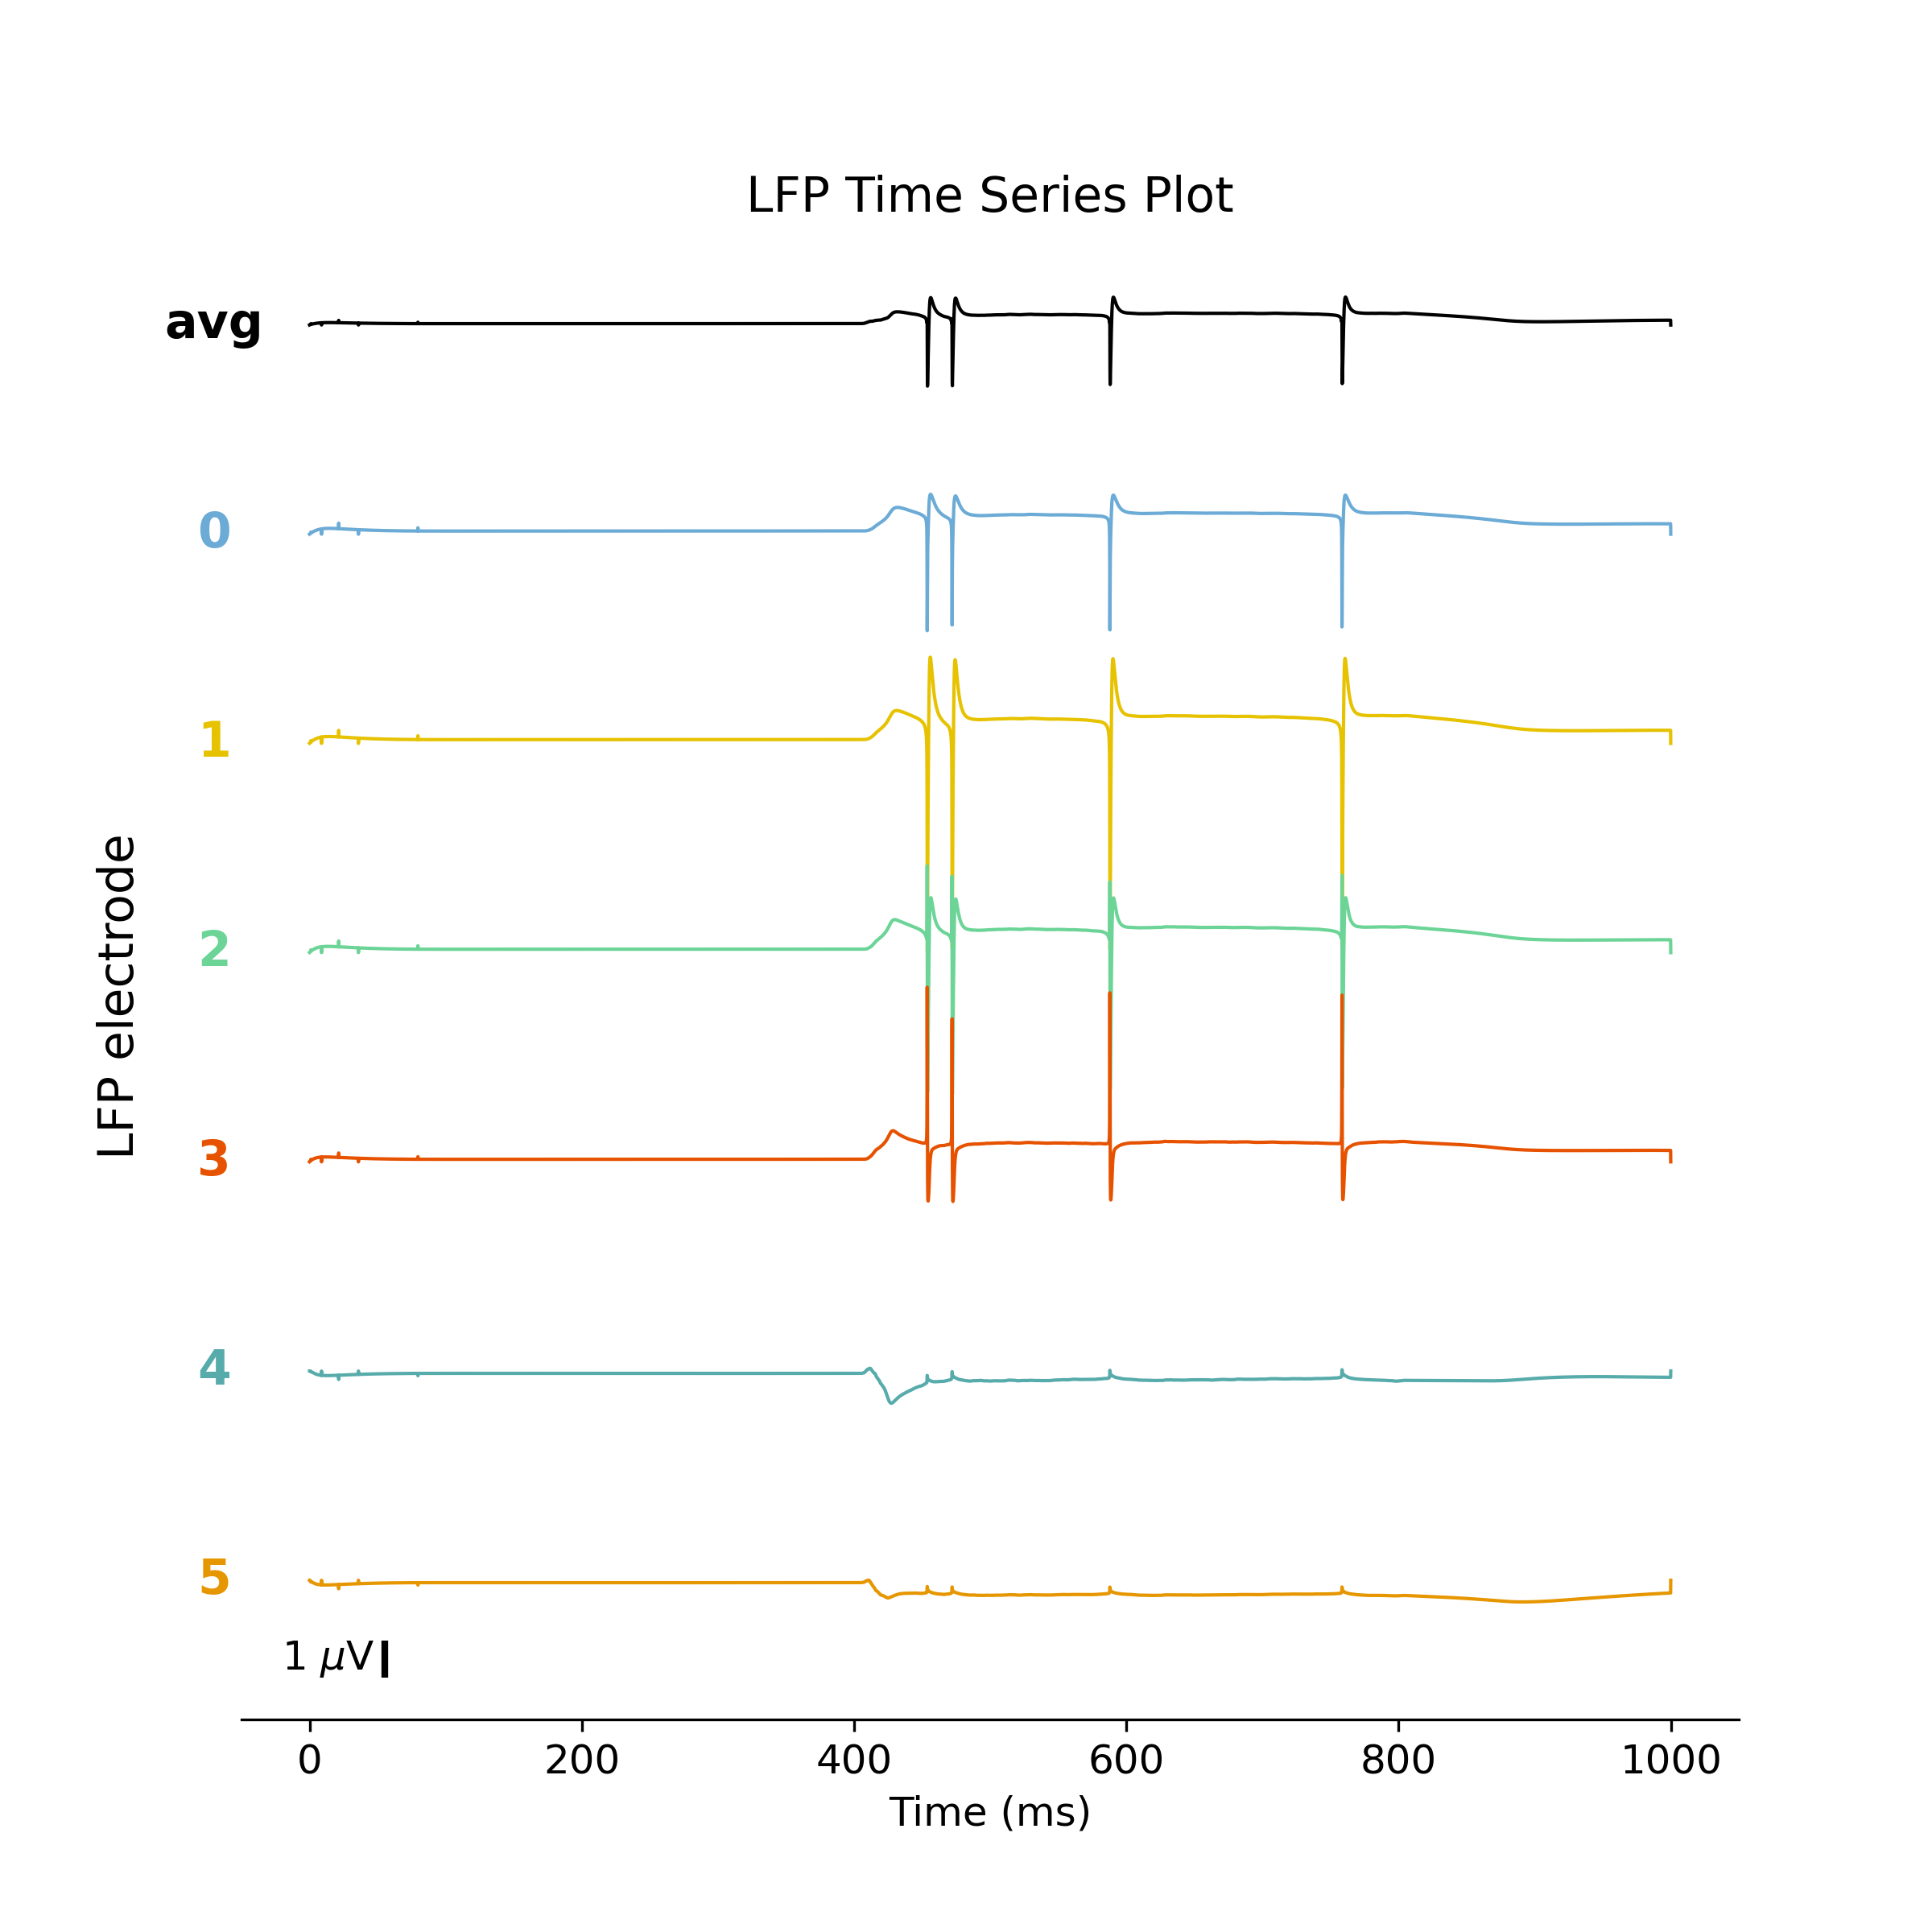 LFP Time Series Plot
avg
0
1
2
3
4
5
LFP electrode
1 μV
0 200 400 600 800 1000
Time (ms)